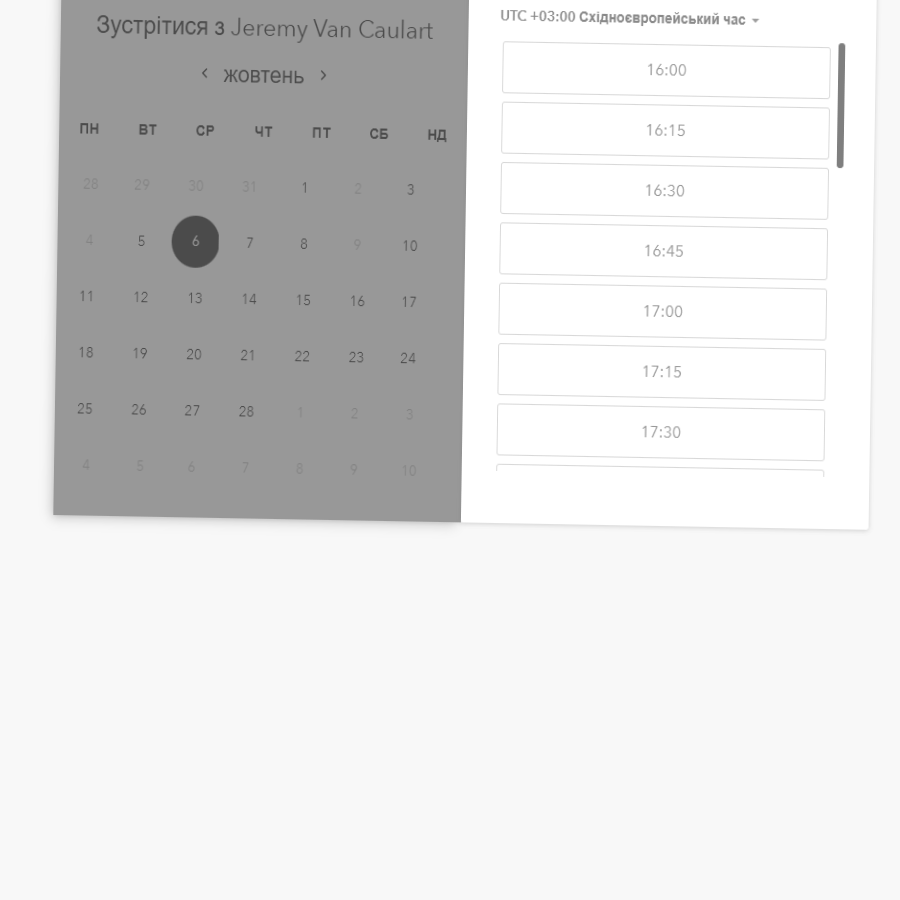 Зустрітися з Jeremy Van Caulart
жовтень
ПН ВТ СР ЧТ ПТ СБ НД
28 29 30 31 1 2 3
4 5 6 7 8 9 10
11 12 13 14 15 16 17
18 19 20 21 22 23 24
25 26 27 28 1 2 3
4 5 6 7 8 9 10
UTC +03:00 Східноєвропейський час
16:00
16:15
16:30
16:45
17:00
17:15
17:30